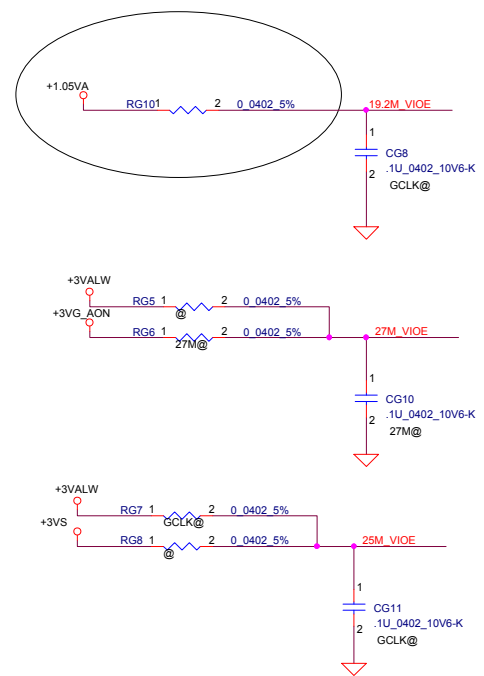 +1.05VA
RG10 1 2 0_0402_5% 19.2M_VIOE
1
CG8
.1U_0402_10V6-K
2
GCLK@
+3VALW
RG5 1 2 0_0402_5%
@
+3VG_AON
RG6 1 2 0_0402_5% 27M_VIOE
27M@
1
CG10
.1U_0402_10V6-K
2
27M@
+3VALW
RG7 1 2 0_0402_5%
GCLK@
+3VS
RG8 1 2 0_0402_5% 25M_VIOE
@
1
CG11
.1U_0402_10V6-K
2
GCLK@